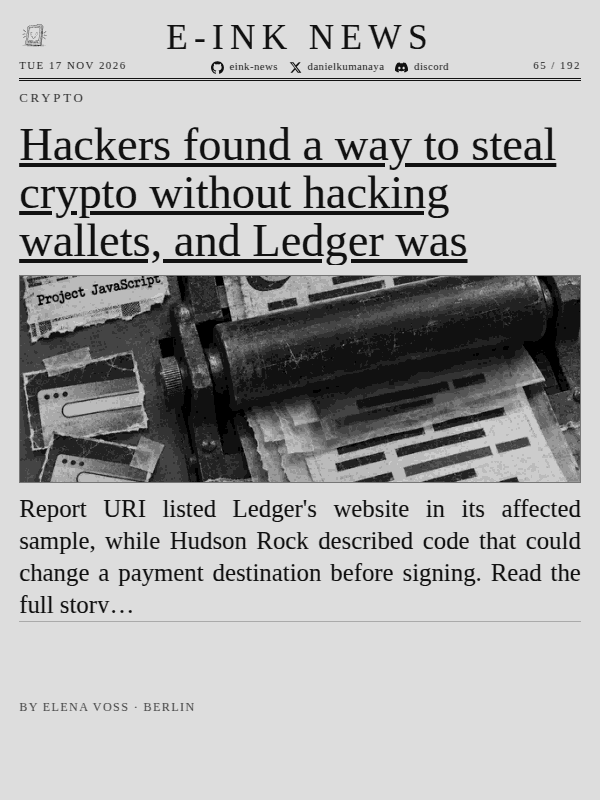 E-INK NEWS
TUE 17 NOV 2026 eink-news danielkumanaya discord 65 / 192
CRYPTO
Hackers found a way to steal
crypto without hacking
wallets, and Ledger was
Project JavaScript
Report URI listed Ledger's website in its affected
sample, while Hudson Rock described code that could
change a payment destination before signing. Read the
full story…
BY ELENA VOSS · BERLIN